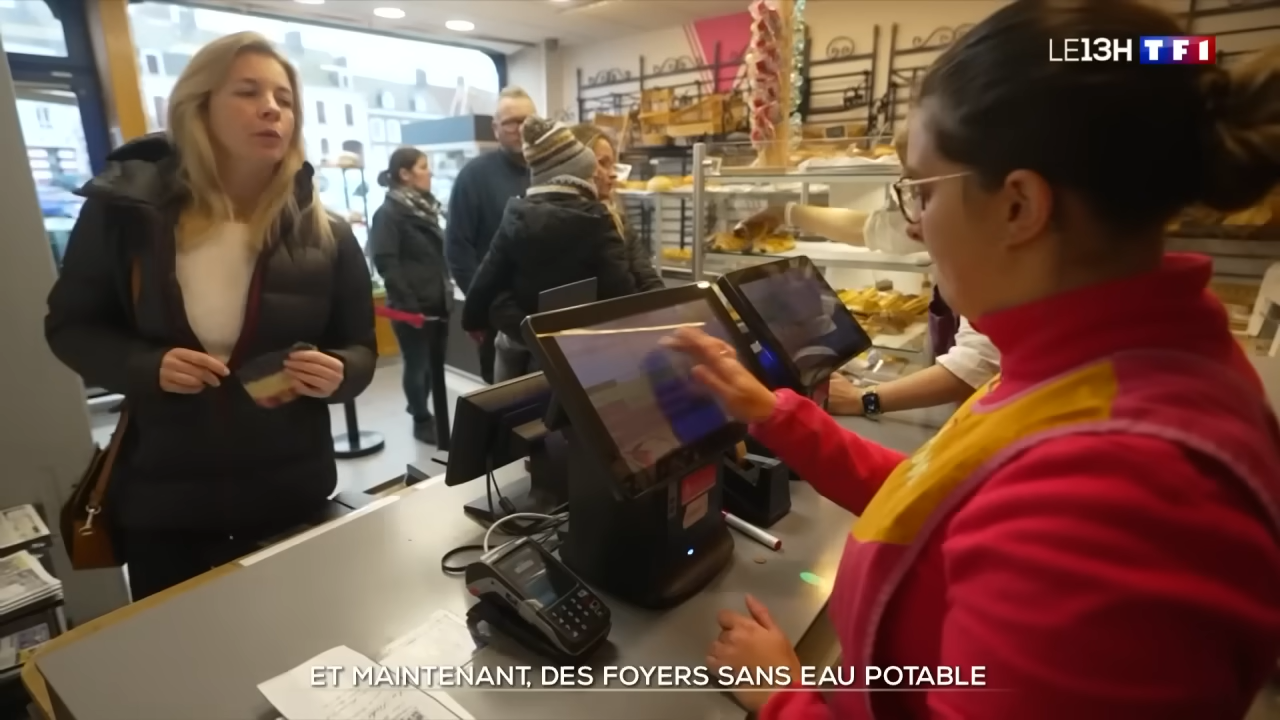 LE13H TF1
ET MAINTENANT, DES FOYERS SANS EAU POTABLE